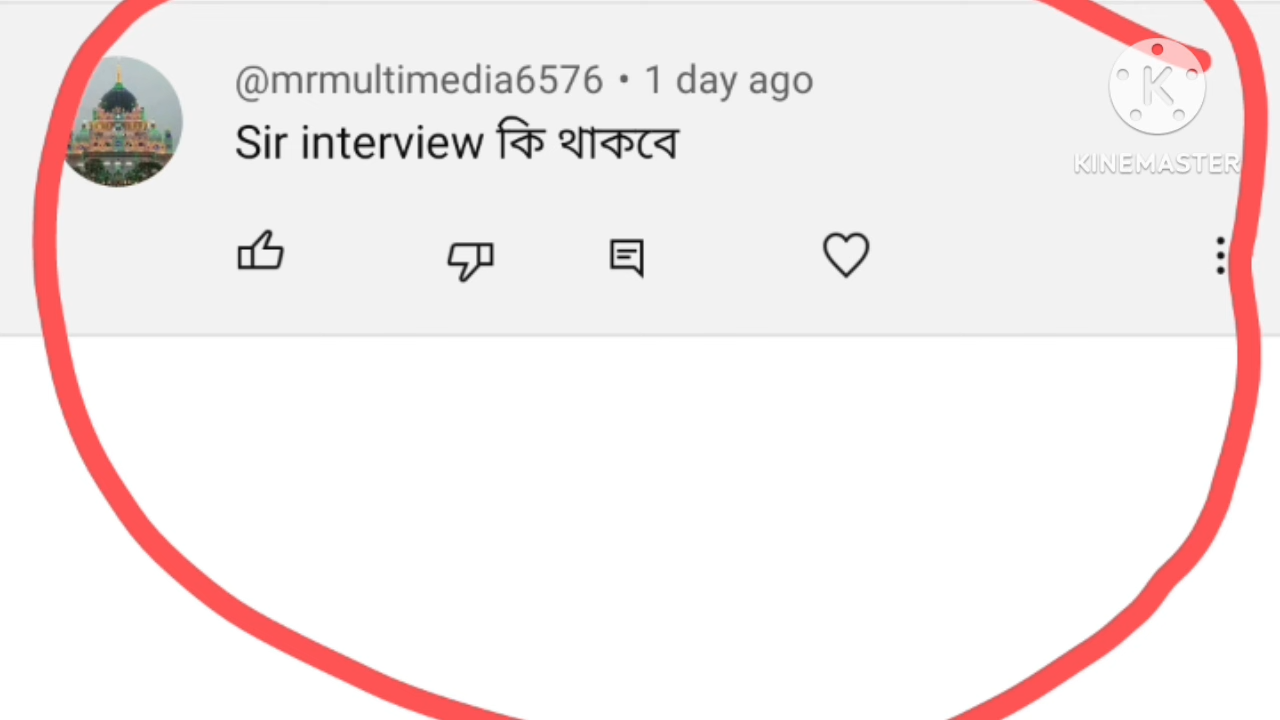 @mrmultimedia6576 • 1 day ago
Sir interview কি থাকবে
K
KINEMASTER